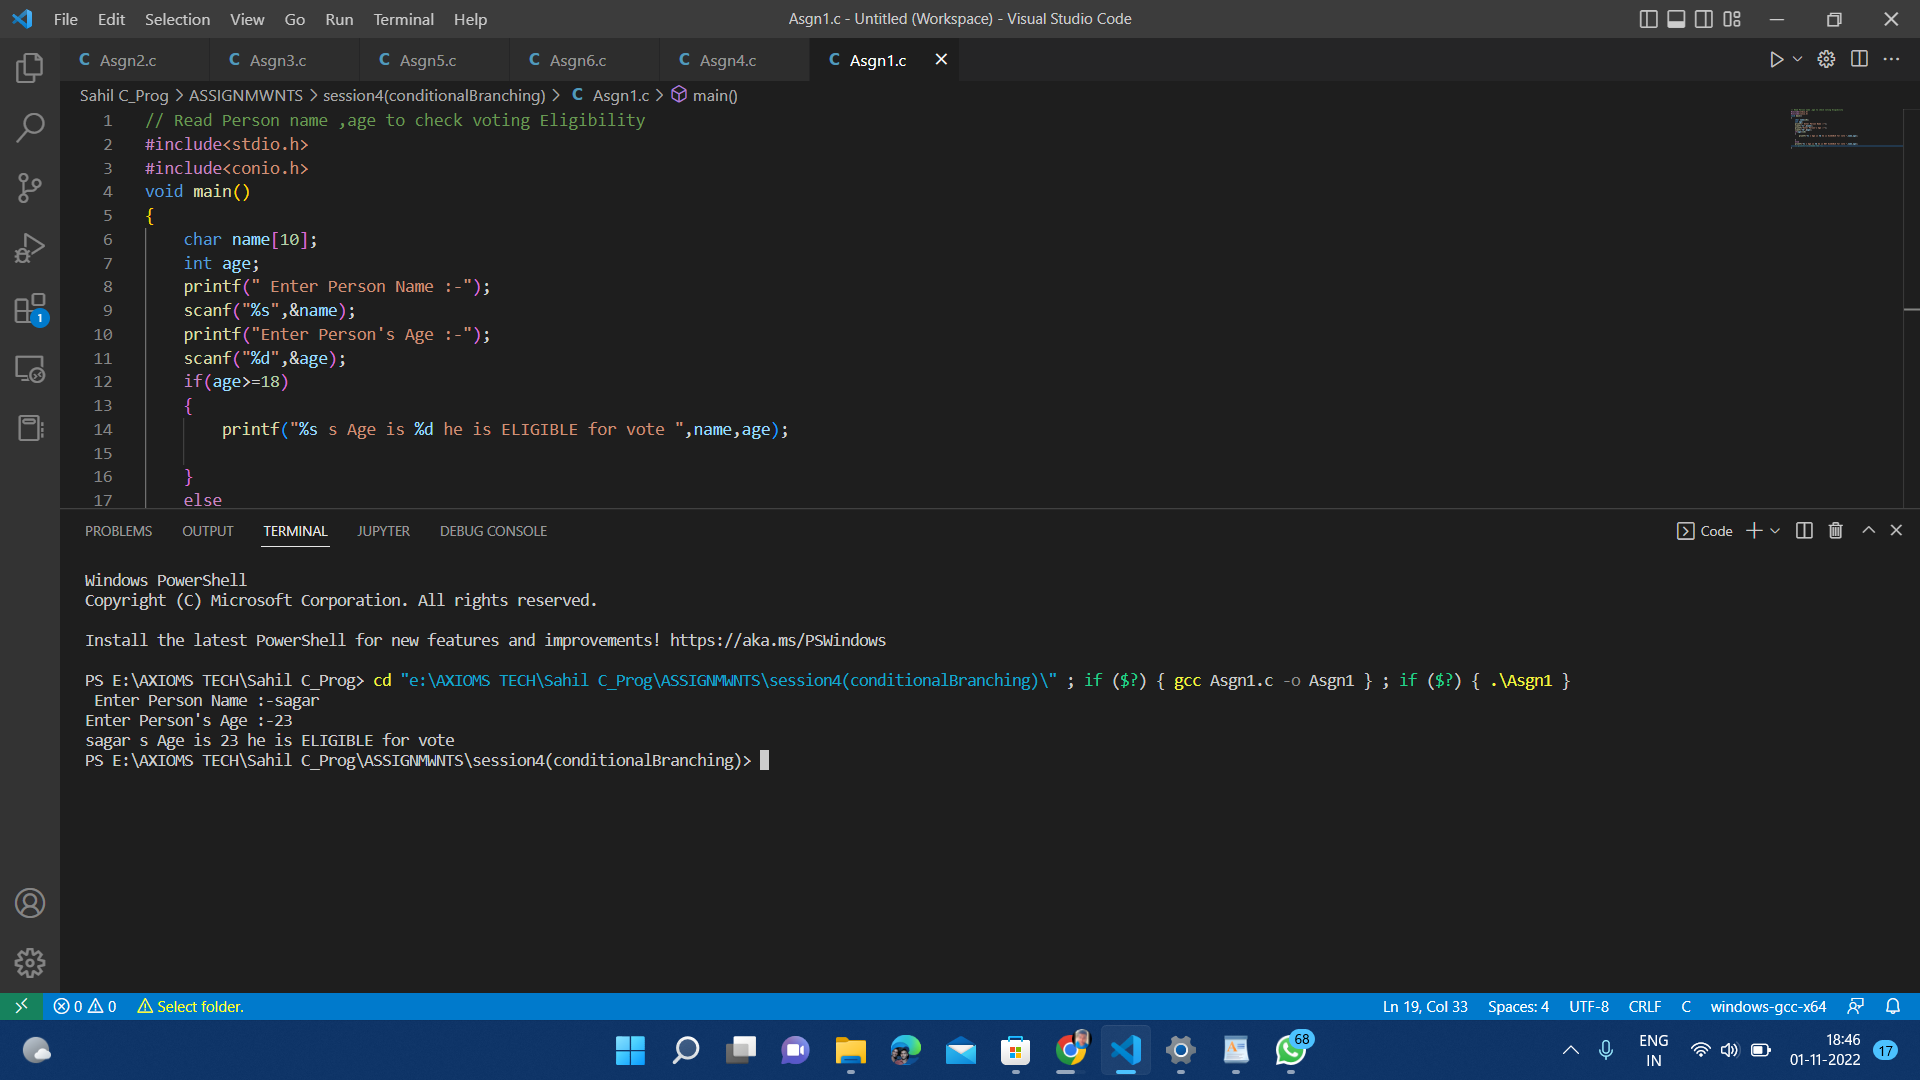 File Edit Selection View Go Run Terminal Help
Asgn1.c - Untitled (Workspace) - Visual Studio Code
C Asgn2.c C Asgn3.c C Asgn5.c C Asgn6.c C Asgn4.c C Asgn1.c
Sahil C_Prog > ASSIGNMWNTS > session4(conditionalBranching) > C Asgn1.c > main()
1 // Read Person name ,age to check voting Eligibility
2 #include<stdio.h>
3 #include<conio.h>
4 void main()
5 {
6 char name[10];
7 int age;
8 printf(" Enter Person Name :-");
9 scanf("%s",&name);
10 printf("Enter Person's Age :-");
11 scanf("%d",&age);
12 if(age>=18)
13 {
14 printf("%s s Age is %d he is ELIGIBLE for vote ",name,age);
15
16 }
17 else
1
PROBLEMS OUTPUT TERMINAL JUPYTER DEBUG CONSOLE
Code
Windows PowerShell
Copyright (C) Microsoft Corporation. All rights reserved.
Install the latest PowerShell for new features and improvements! https://aka.ms/PSWindows
PS E:\AXIOMS TECH\Sahil C_Prog> cd "e:\AXIOMS TECH\Sahil C_Prog\ASSIGNMWNTS\session4(conditionalBranching)\" ; if ($?) { gcc Asgn1.c -o Asgn1 } ; if ($?) { .\Asgn1 }
Enter Person Name :-sagar
Enter Person's Age :-23
sagar s Age is 23 he is ELIGIBLE for vote
PS E:\AXIOMS TECH\Sahil C_Prog\ASSIGNMWNTS\session4(conditionalBranching)>
0 0 Select folder.
Ln 19, Col 33 Spaces: 4 UTF-8 CRLF C windows-gcc-x64
68
ENG
IN
18:46
01-11-2022
17